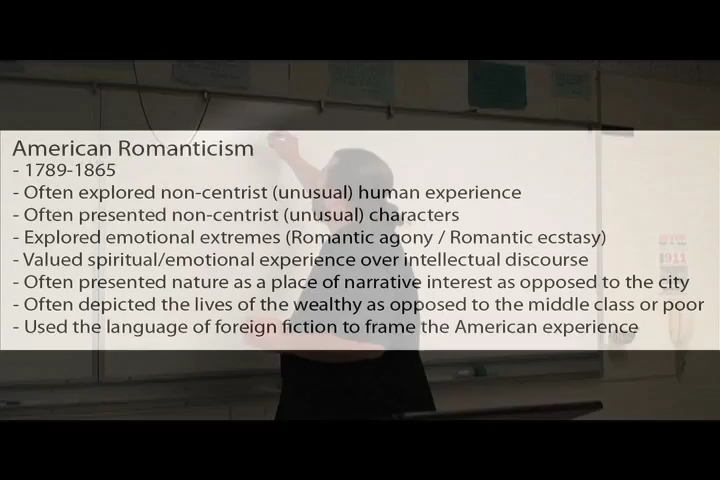 American Romanticism
- 1789-1865
- Often explored non-centrist (unusual) human experience
- Often presented non-centrist (unusual) characters
- Explored emotional extremes (Romantic agony / Romantic ecstasy)
- Valued spiritual/emotional experience over intellectual discourse
- Often presented nature as a place of narrative interest as opposed to the city
- Often depicted the lives of the wealthy as opposed to the middle class or poor
- Used the language of foreign fiction to frame the American experience